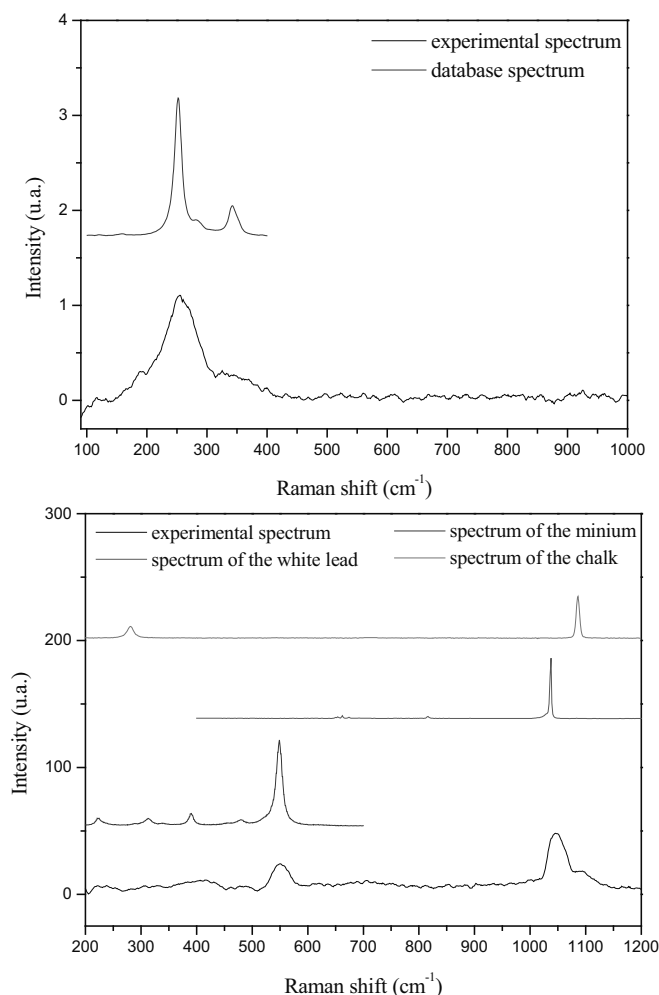 4
experimental spectrum
database spectrum
3
2
1
0
Intensity (u.a.)
100 200 300 400 500 600 700 800 900 1000
Raman shift (cm⁻¹)
300
experimental spectrum
spectrum of the minium
spectrum of the white lead
spectrum of the chalk
200
100
0
Intensity (u.a.)
200 300 400 500 600 700 800 900 1000 1100 1200
Raman shift (cm⁻¹)